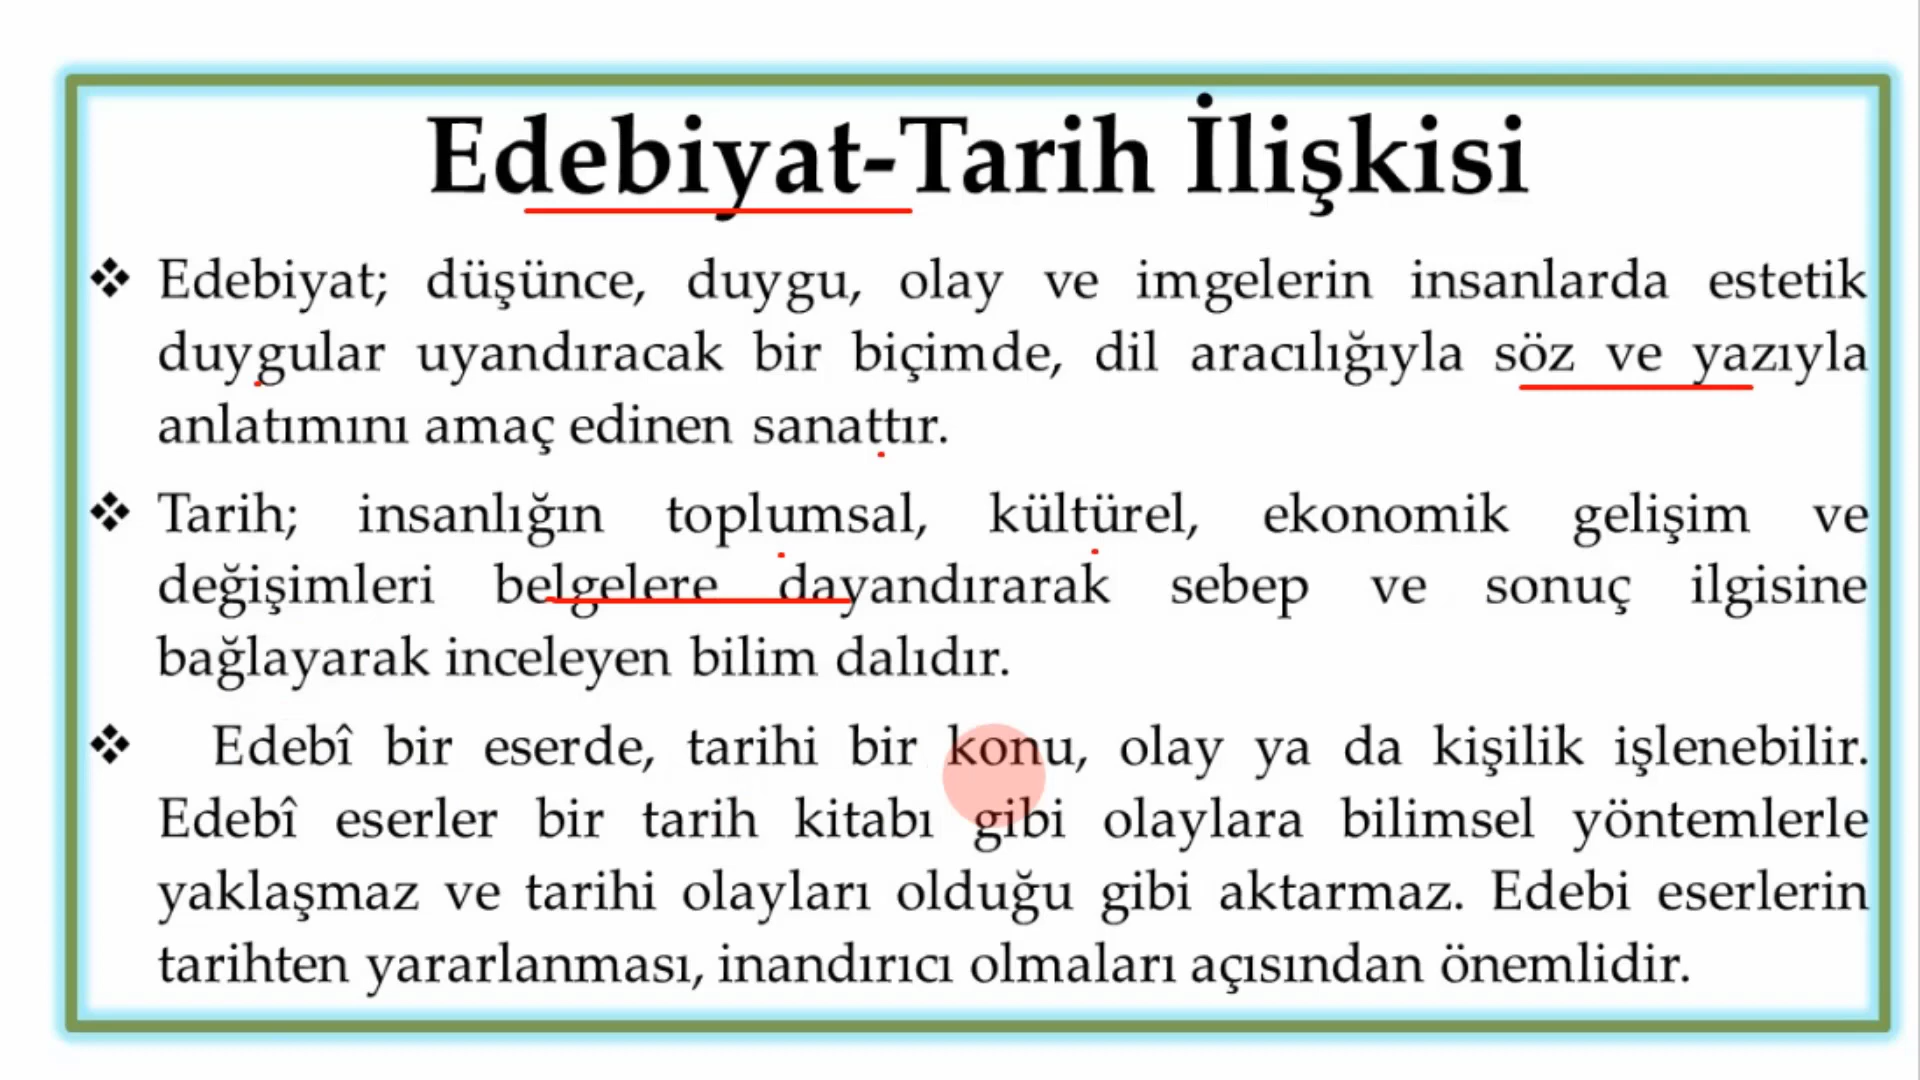 Edebiyat-Tarih İlişkisi
❖ Edebiyat; düşünce, duygu, olay ve imgelerin insanlarda estetik
duygular uyandıracak bir biçimde, dil aracılığıyla söz ve yazıyla
anlatımını amaç edinen sanattır.
❖ Tarih; insanlığın toplumsal, kültürel, ekonomik gelişim ve
değişimleri belgelere dayandırarak sebep ve sonuç ilgisine
bağlayarak inceleyen bilim dalıdır.
❖ Edebî bir eserde, tarihi bir konu, olay ya da kişilik işlenebilir.
Edebî eserler bir tarih kitabı gibi olaylara bilimsel yöntemlerle
yaklaşmaz ve tarihi olayları olduğu gibi aktarmaz. Edebi eserlerin
tarihten yararlanması, inandırıcı olmaları açısından önemlidir.